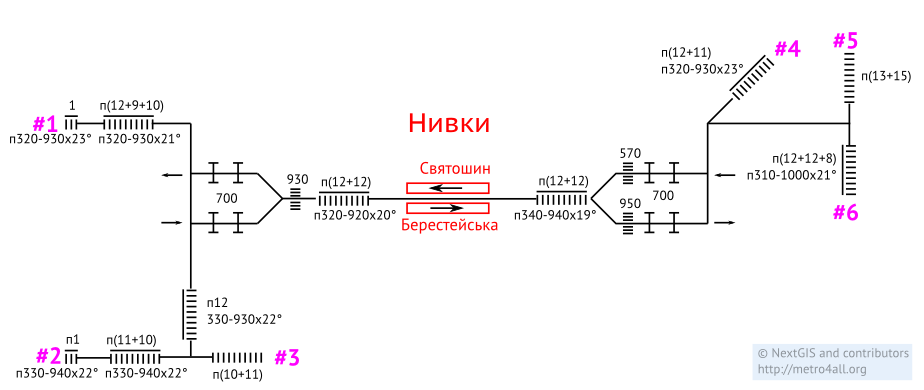 #5
п(12+11)
#4
п320-930x23°
п(13+15)
1
п(12+9+10)
#1
п320-930x23°
п320-930x21°
Нивки
570
п(12+12+8)
п310-1000x21°
Святошин
930
п(12+12)
п(12+12)
700
700
950
#6
п320-920x20°
п340-940x19°
Берестейська
п12
330-930x22°
п1
п(11+10)
#2
#3
п330-940x22°
п330-940x22°
п(10+11)
© NextGIS and contributors
http://metro4all.org